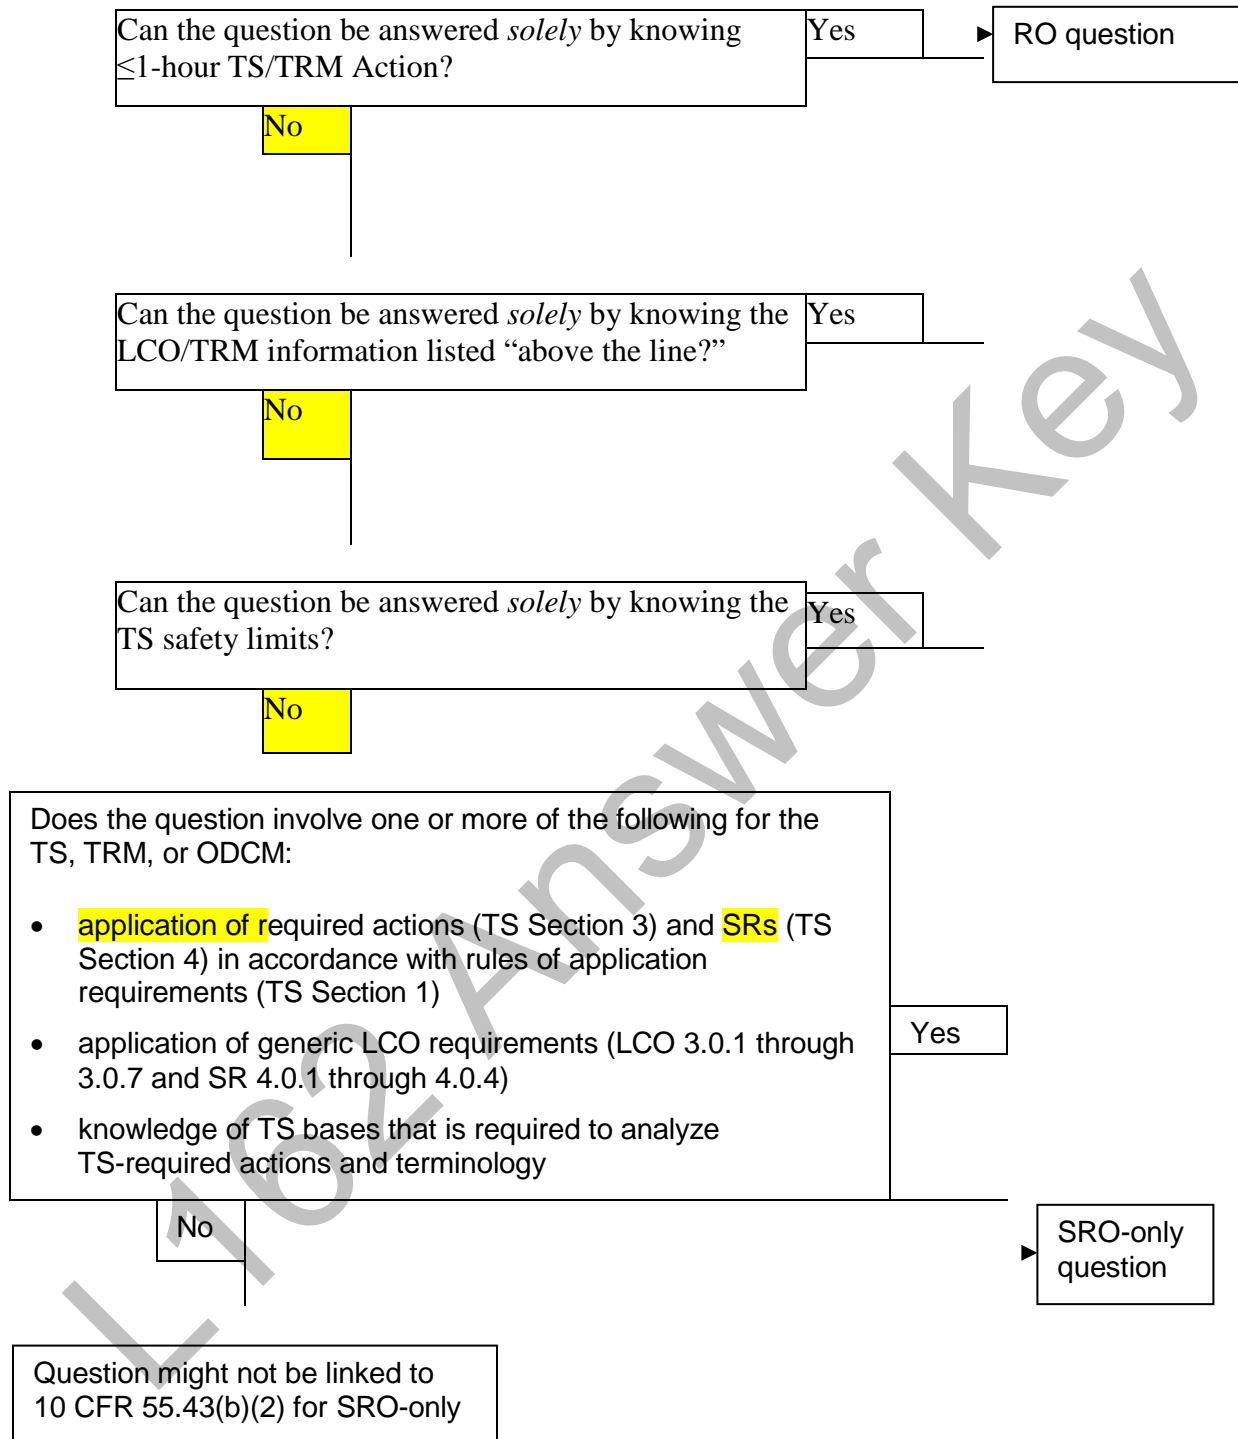 Can the question be answered solely by knowing
≤1-hour TS/TRM Action?
Yes
RO question
No
Can the question be answered solely by knowing the
LCO/TRM information listed “above the line?”
Yes
No
Can the question be answered solely by knowing the
TS safety limits?
Yes
No
Does the question involve one or more of the following for the
TS, TRM, or ODCM:
• application of required actions (TS Section 3) and SRs (TS
Section 4) in accordance with rules of application
requirements (TS Section 1)
• application of generic LCO requirements (LCO 3.0.1 through
3.0.7 and SR 4.0.1 through 4.0.4)
• knowledge of TS bases that is required to analyze
TS-required actions and terminology
Yes
No
SRO-only
question
Question might not be linked to
10 CFR 55.43(b)(2) for SRO-only
L162 Answer Key